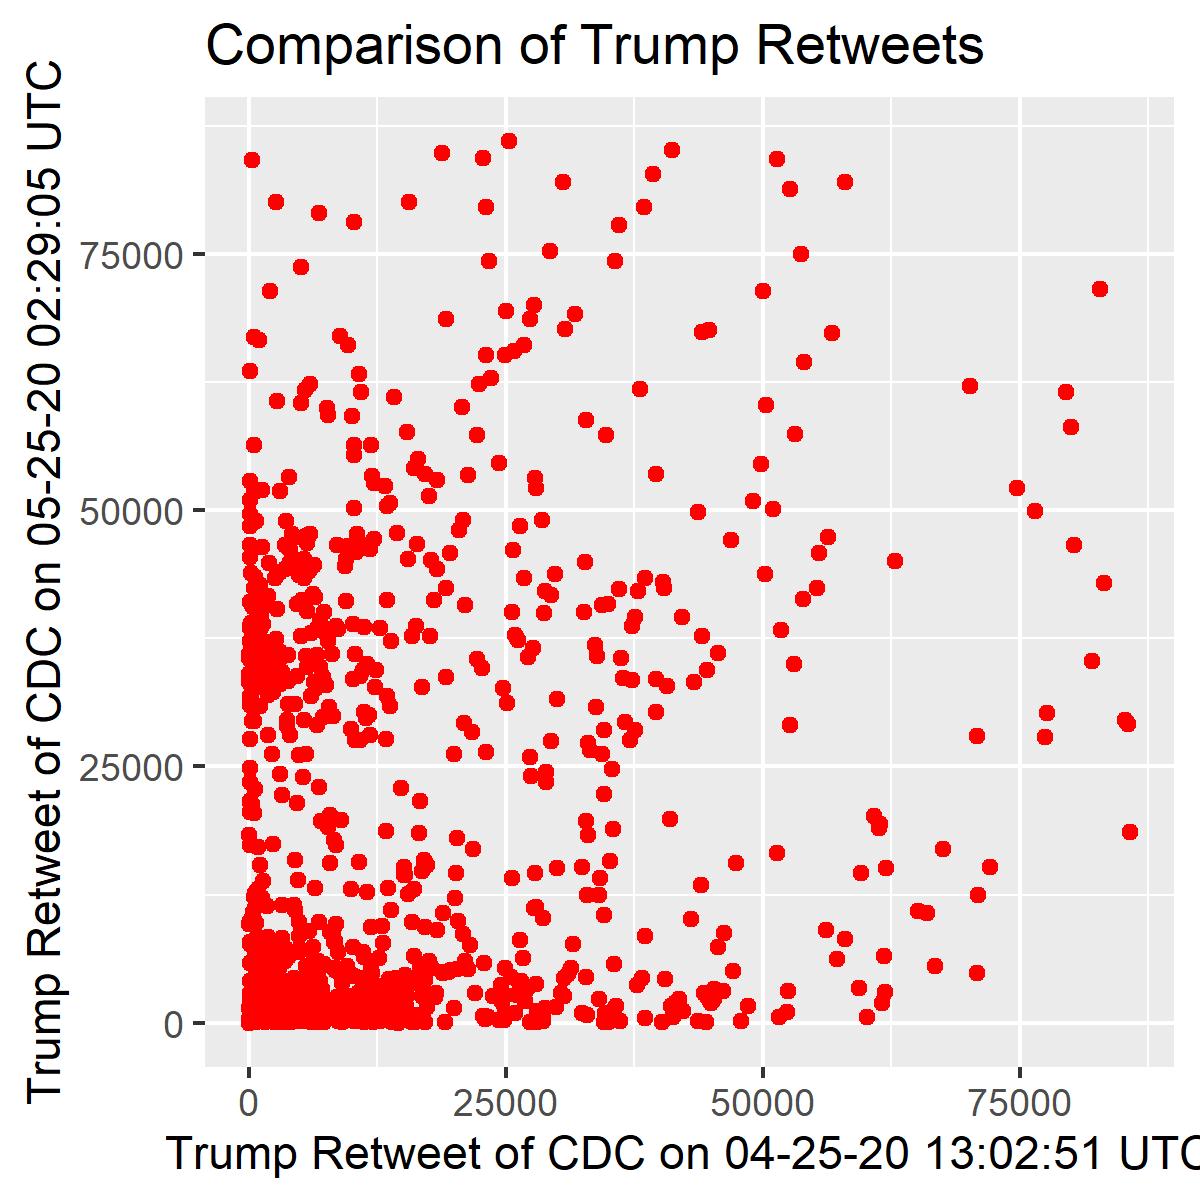 Comparison of Trump Retweets
Trump Retweet of CDC on 05-25-20 02:29:05 UTC
75000
50000
25000
0
0 25000 50000 75000
Trump Retweet of CDC on 04-25-20 13:02:51 UTC